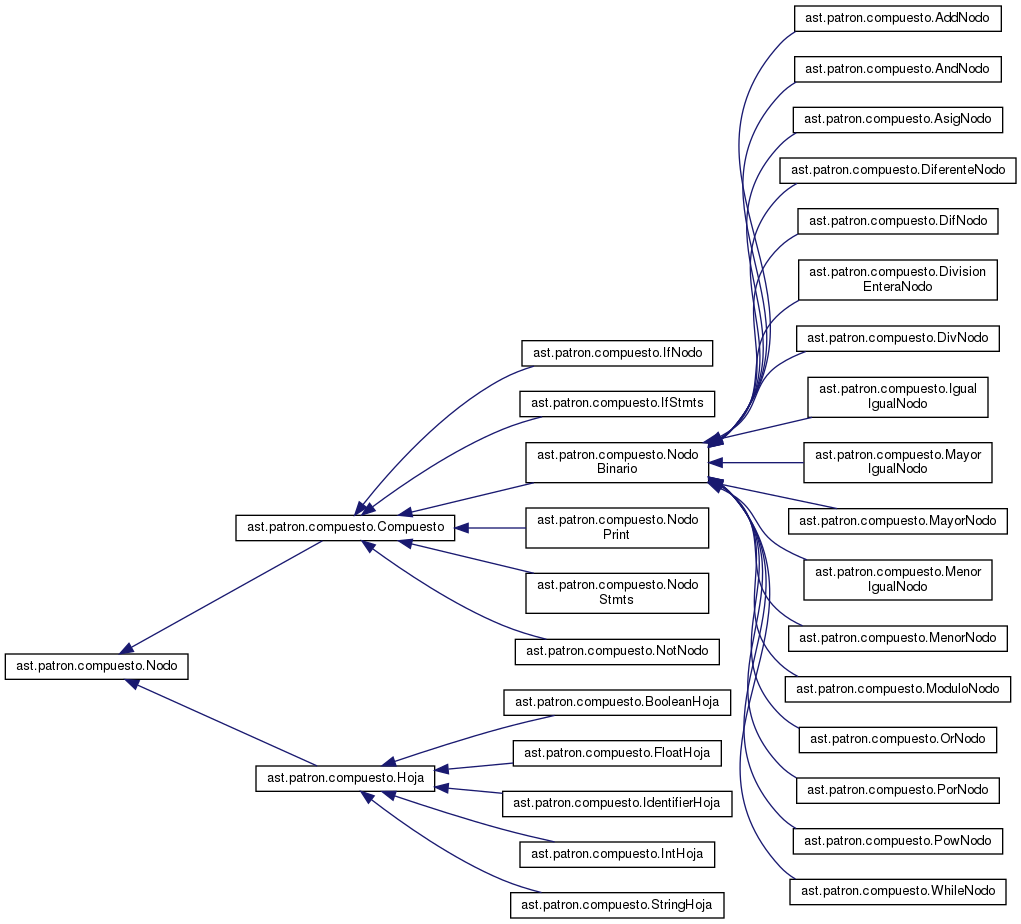 ast.patron.compuesto.AddNodo
ast.patron.compuesto.AndNodo
ast.patron.compuesto.AsigNodo
ast.patron.compuesto.DiferenteNodo
ast.patron.compuesto.DifNodo
ast.patron.compuesto.Division
EnteraNodo
ast.patron.compuesto.DivNodo
ast.patron.compuesto.IfNodo
ast.patron.compuesto.Igual
IgualNodo
ast.patron.compuesto.IfStmts
ast.patron.compuesto.Nodo
Binario
ast.patron.compuesto.Mayor
IgualNodo
ast.patron.compuesto.Compuesto
ast.patron.compuesto.Nodo
Print
ast.patron.compuesto.MayorNodo
ast.patron.compuesto.Nodo
Stmts
ast.patron.compuesto.Menor
IgualNodo
ast.patron.compuesto.NotNodo
ast.patron.compuesto.MenorNodo
ast.patron.compuesto.Nodo
ast.patron.compuesto.ModuloNodo
ast.patron.compuesto.BooleanHoja
ast.patron.compuesto.OrNodo
ast.patron.compuesto.FloatHoja
ast.patron.compuesto.Hoja
ast.patron.compuesto.PorNodo
ast.patron.compuesto.IdentifierHoja
ast.patron.compuesto.PowNodo
ast.patron.compuesto.IntHoja
ast.patron.compuesto.WhileNodo
ast.patron.compuesto.StringHoja